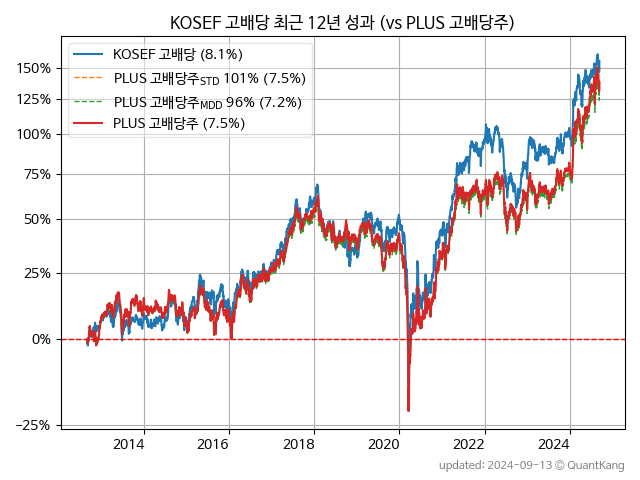 KOSEF 고배당 최근 12년 성과 (vs PLUS 고배당주)
KOSEF 고배당 (8.1%)
PLUS 고배당주STD 101% (7.5%)
PLUS 고배당주MDD 96% (7.2%)
PLUS 고배당주 (7.5%)
150%
125%
100%
75%
50%
25%
0%
−25%
2014 2016 2018 2020 2022 2024
updated: 2024-09-13 © QuantKang